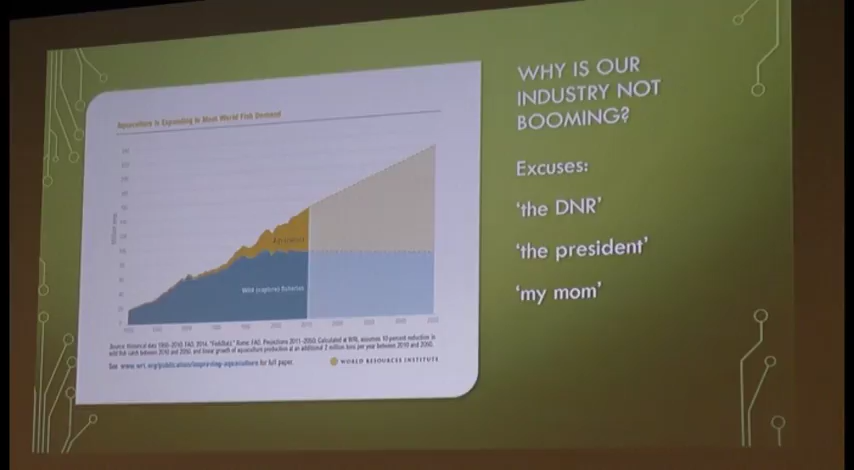 Aquaculture Is Expanding to Meet World Fish Demand
Aquaculture
Wild (capture) fisheries
Source: Historical data 1950–2010: FAO. 2014. "FishStatJ." Rome: FAO. Projections 2011–2050: Calculated at WRI, assumes 10 percent reduction in
wild fish catch between 2010 and 2050, and linear growth of aquaculture production at an additional 2 million tons per year between 2010 and 2050.
See www.wri.org/publication/improving-aquaculture for full paper.
WORLD RESOURCES INSTITUTE
WHY IS OUR
INDUSTRY NOT
BOOMING?
Excuses:
'the DNR'
'the president'
'my mom'